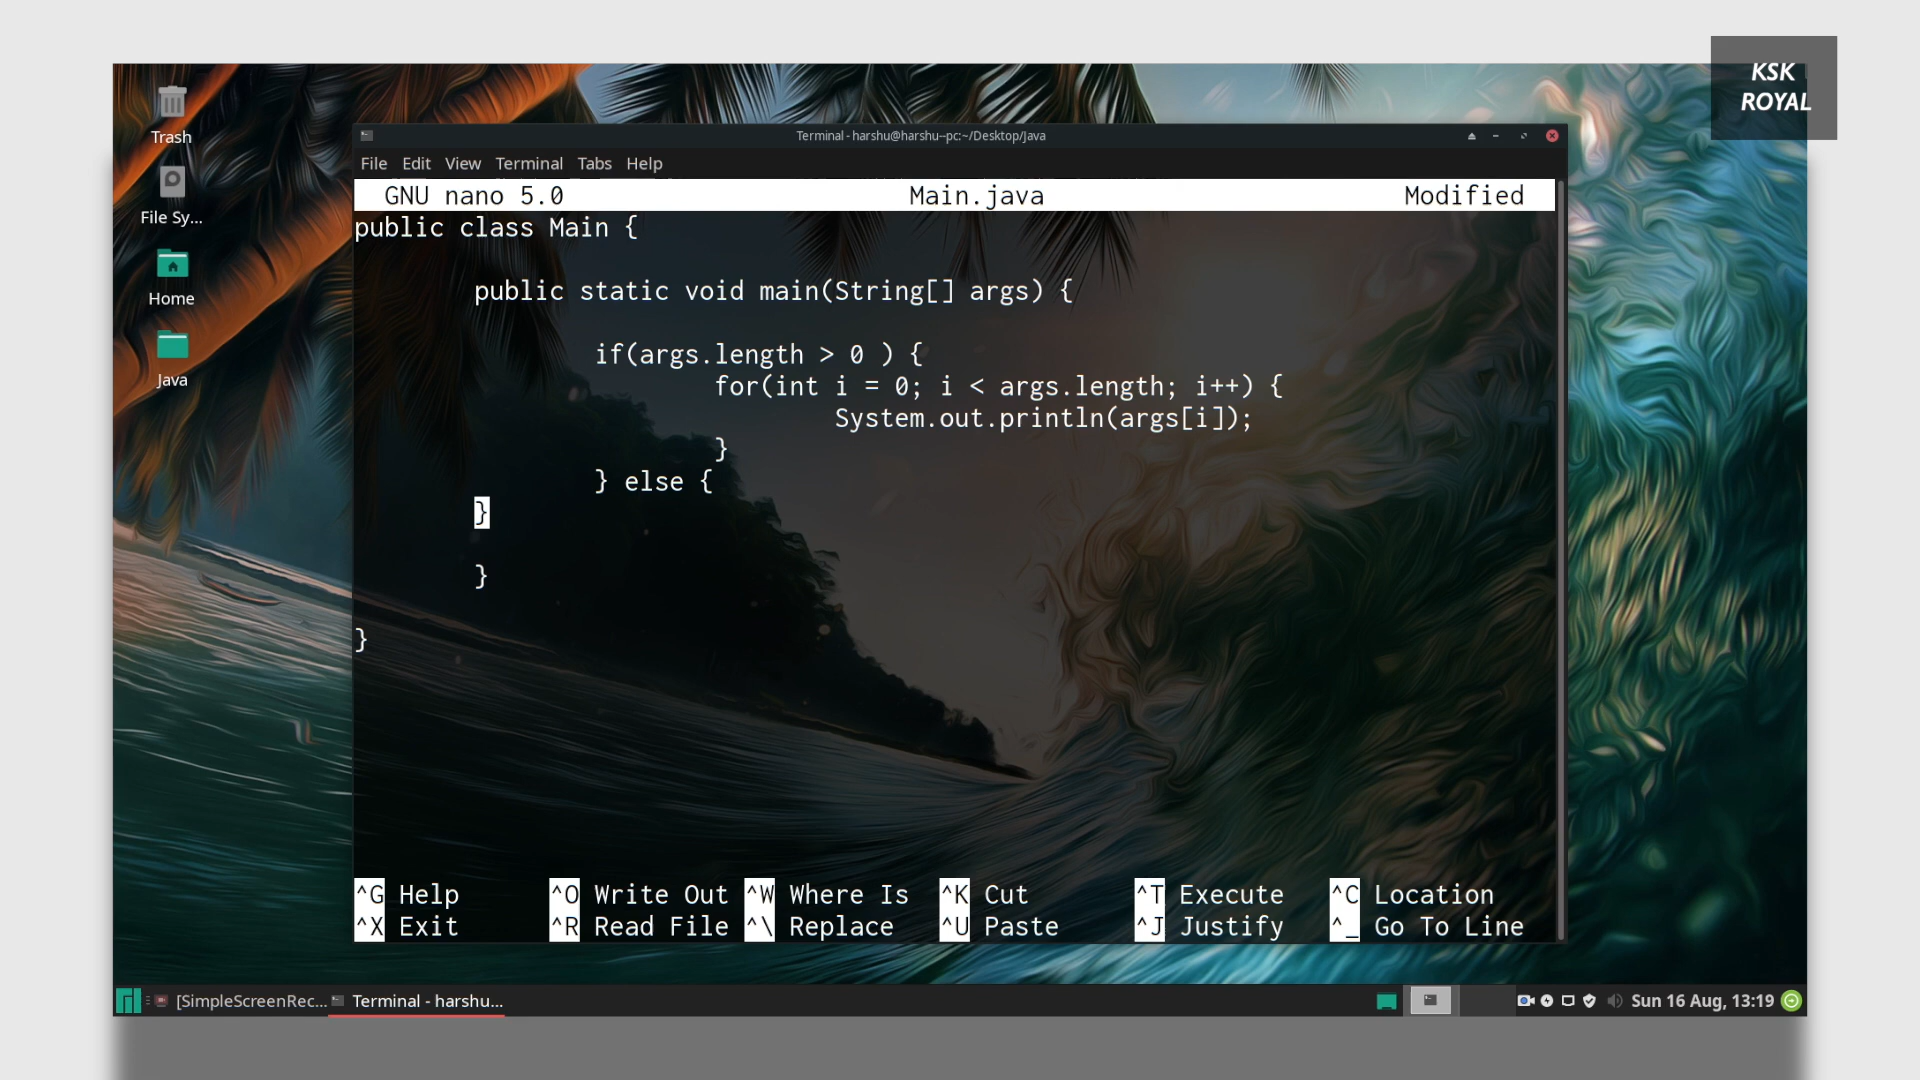 KSK
ROYAL
Trash
File Sy...
Home
Java
Terminal - harshu@harshu--pc:~/Desktop/Java
File Edit View Terminal Tabs Help
GNU nano 5.0 Main.java Modified
public class Main {
public static void main(String[] args) {
if(args.length > 0 ) {
for(int i = 0; i < args.length; i++) {
System.out.println(args[i]);
}
} else {
}
}
}
^G Help ^O Write Out ^W Where Is ^K Cut ^T Execute ^C Location
^X Exit ^R Read File ^\ Replace ^U Paste ^J Justify ^_ Go To Line
[SimpleScreenRec... Terminal - harshu... Sun 16 Aug, 13:19